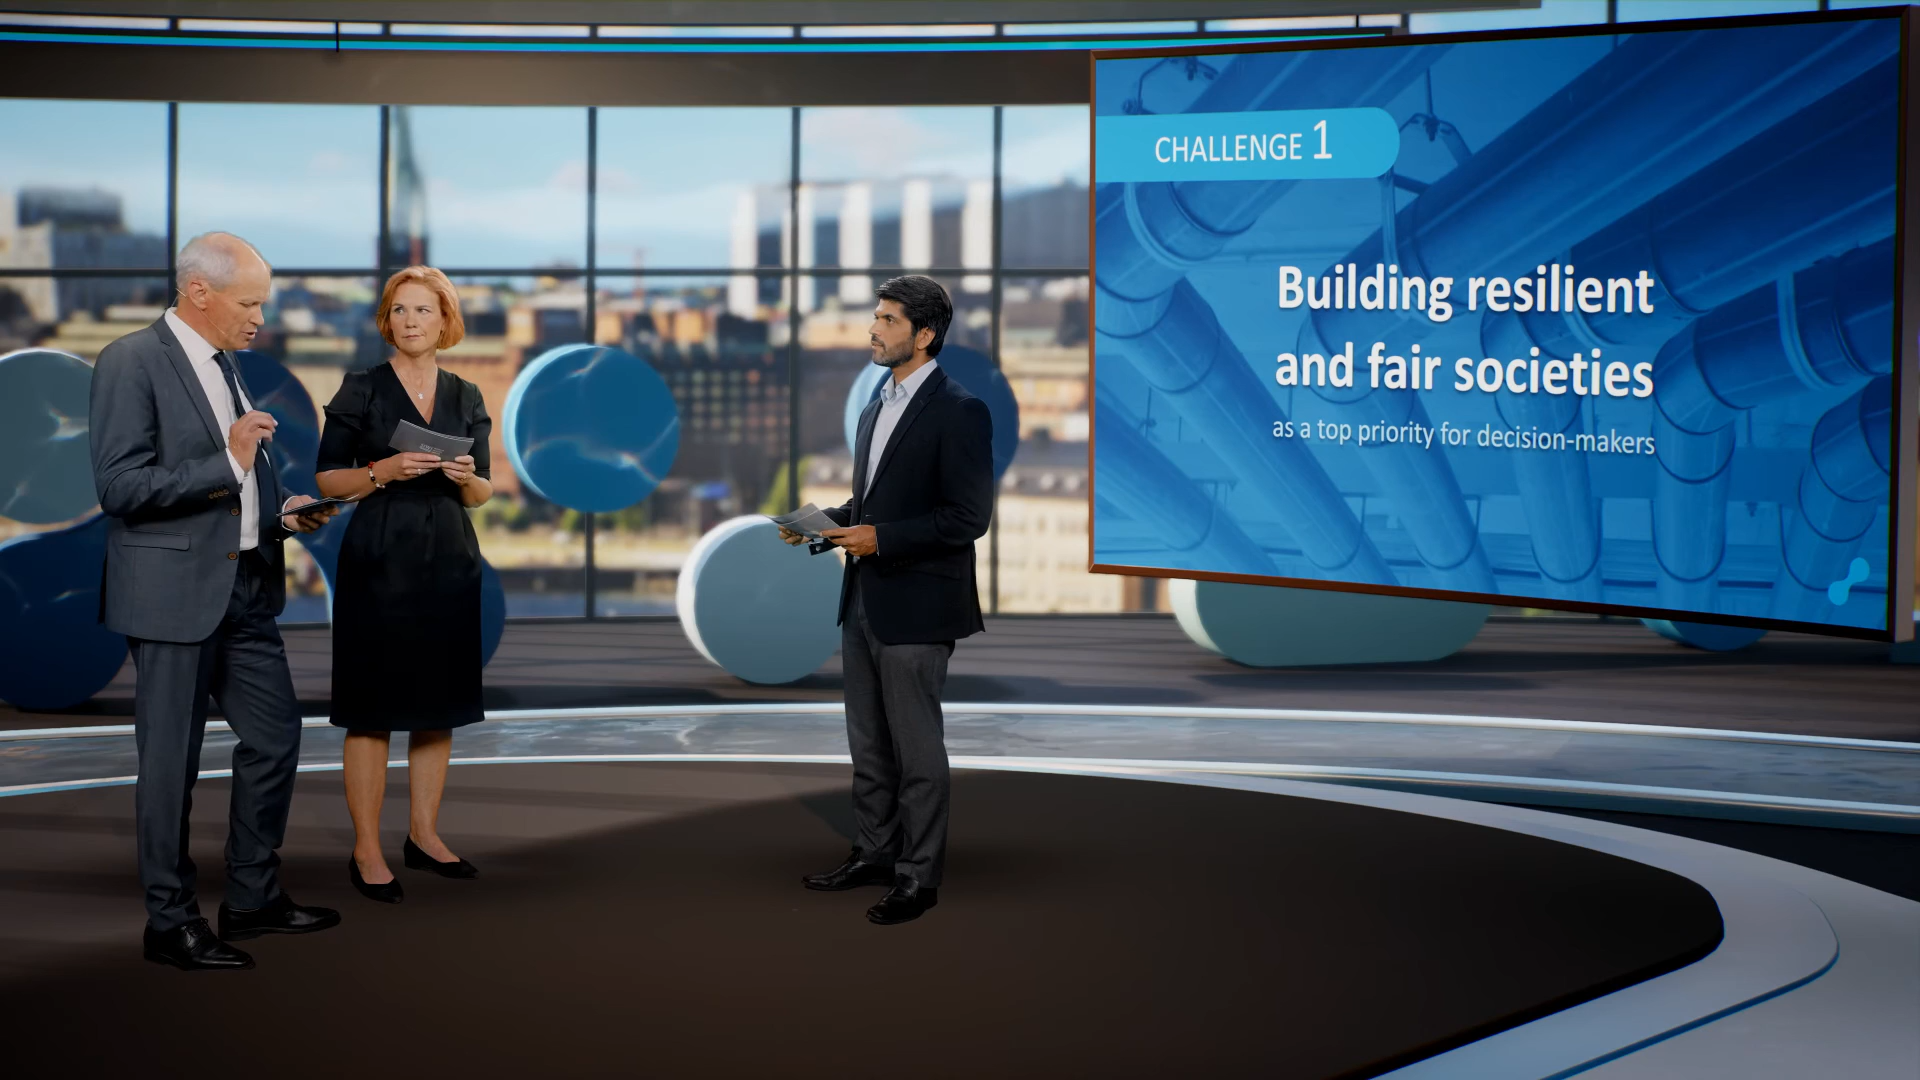 CHALLENGE 1
Building resilient
and fair societies
as a top priority for decision-makers